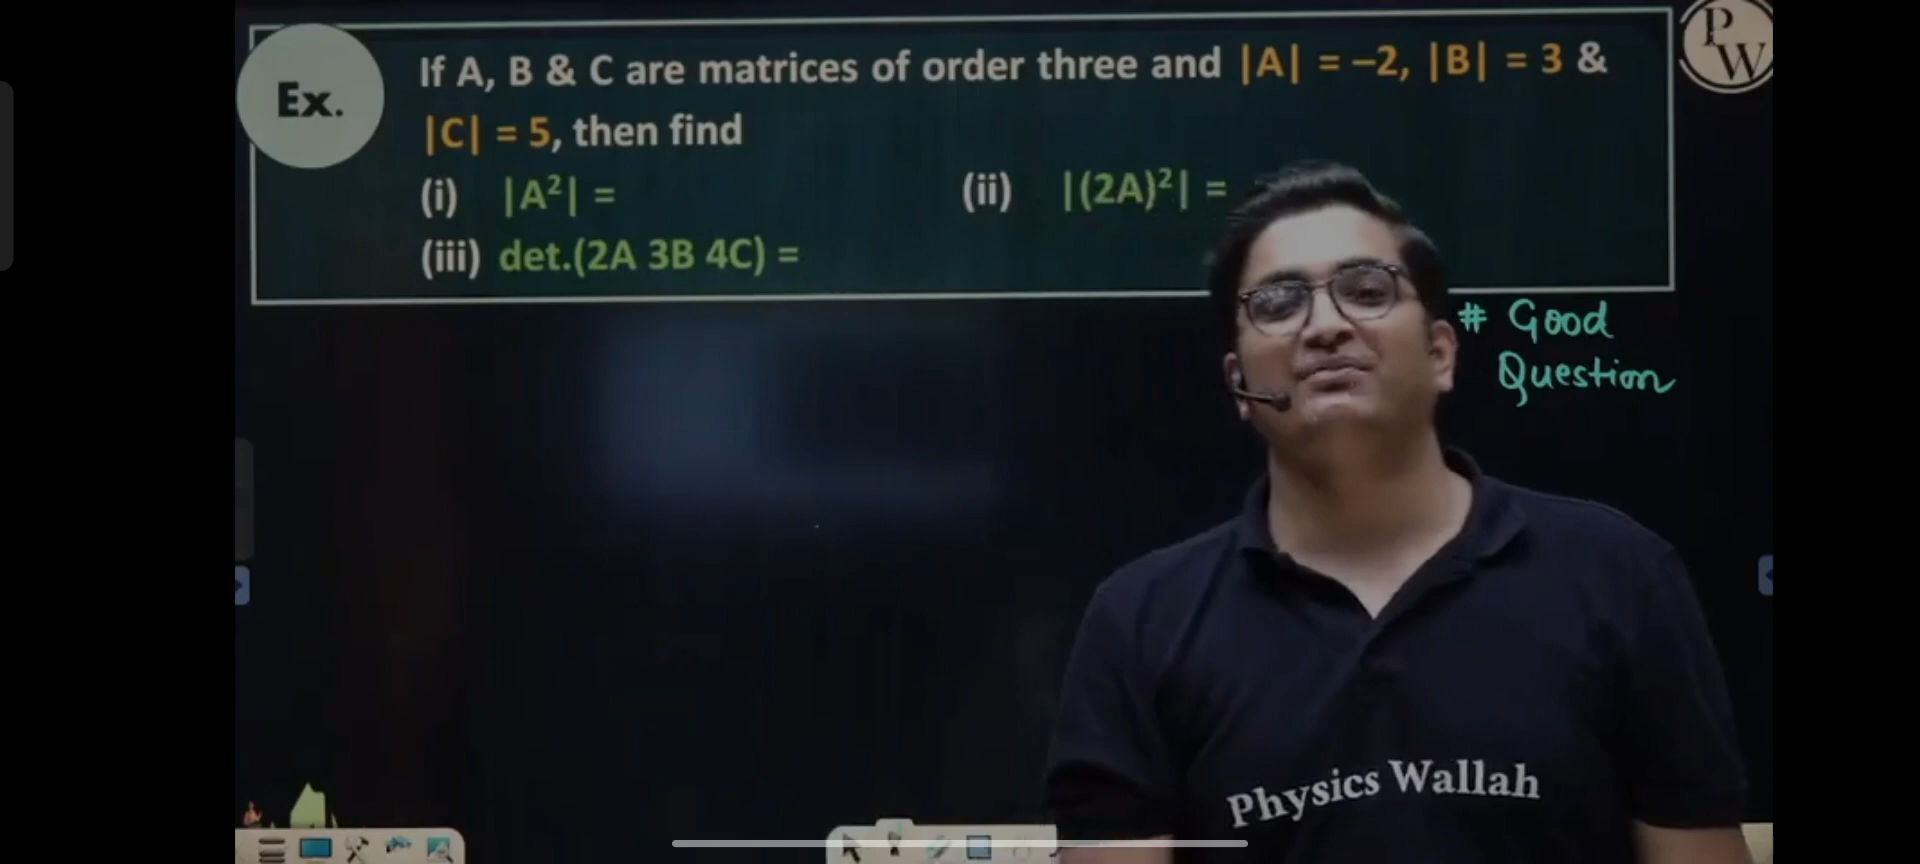 PW
Ex.
If A, B & C are matrices of order three and |A| = –2, |B| = 3 &
|C| = 5, then find
(i) |A²| =
(ii) |(2A)²| =
(iii) det.(2A 3B 4C) =
# Good
Question
Physics Wallah